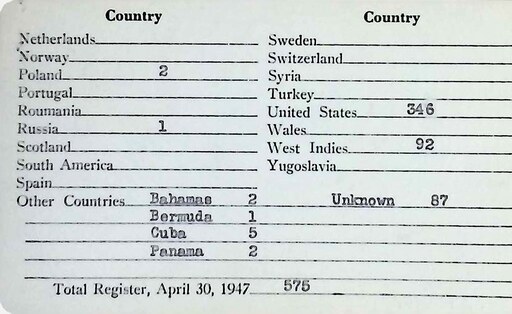 Country Country
Netherlands Sweden
Norway Switzerland
Poland 2 Syria
Portugal Turkey
Roumania United States 346
Russia 1 Wales
Scotland West Indies 92
South America Yugoslavia
Spain
Other Countries Bahamas 2 Unknown 87
Bermuda 1
Cuba 5
Panama 2
Total Register, April 30, 1947 575